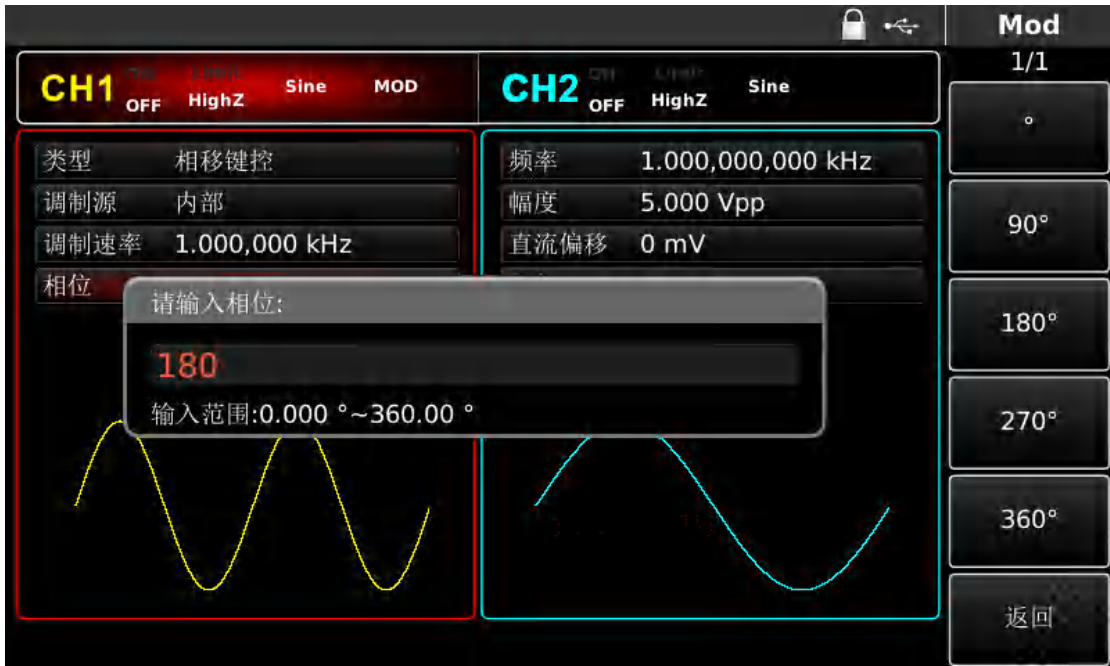 Mod
1/1
CH1 OFF HighZ Sine MOD
CH2 OFF HighZ Sine
类型 相移键控
调制源 内部
调制速率 1.000,000 kHz
相位
频率 1.000,000,000 kHz
幅度 5.000 Vpp
直流偏移 0 mV
请输入相位:
180
输入范围:0.000 °~360.00 °
°
90°
180°
270°
360°
返回